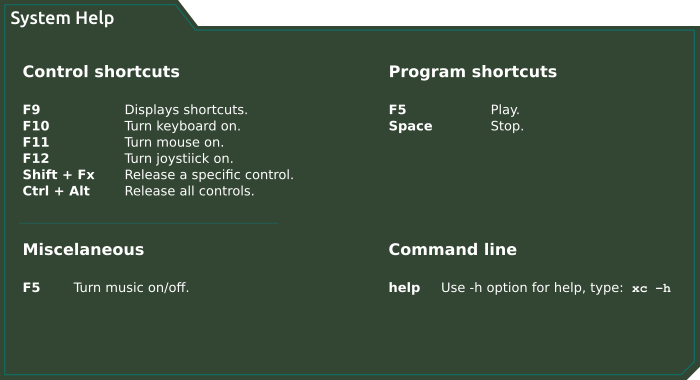 System Help
Control shortcuts
F9 Displays shortcuts.
F10 Turn keyboard on.
F11 Turn mouse on.
F12 Turn joystiick on.
Shift + Fx Release a specific control.
Ctrl + Alt Release all controls.
Program shortcuts
F5 Play.
Space Stop.
Miscelaneous
F5 Turn music on/off.
Command line
help Use -h option for help, type: xc -h